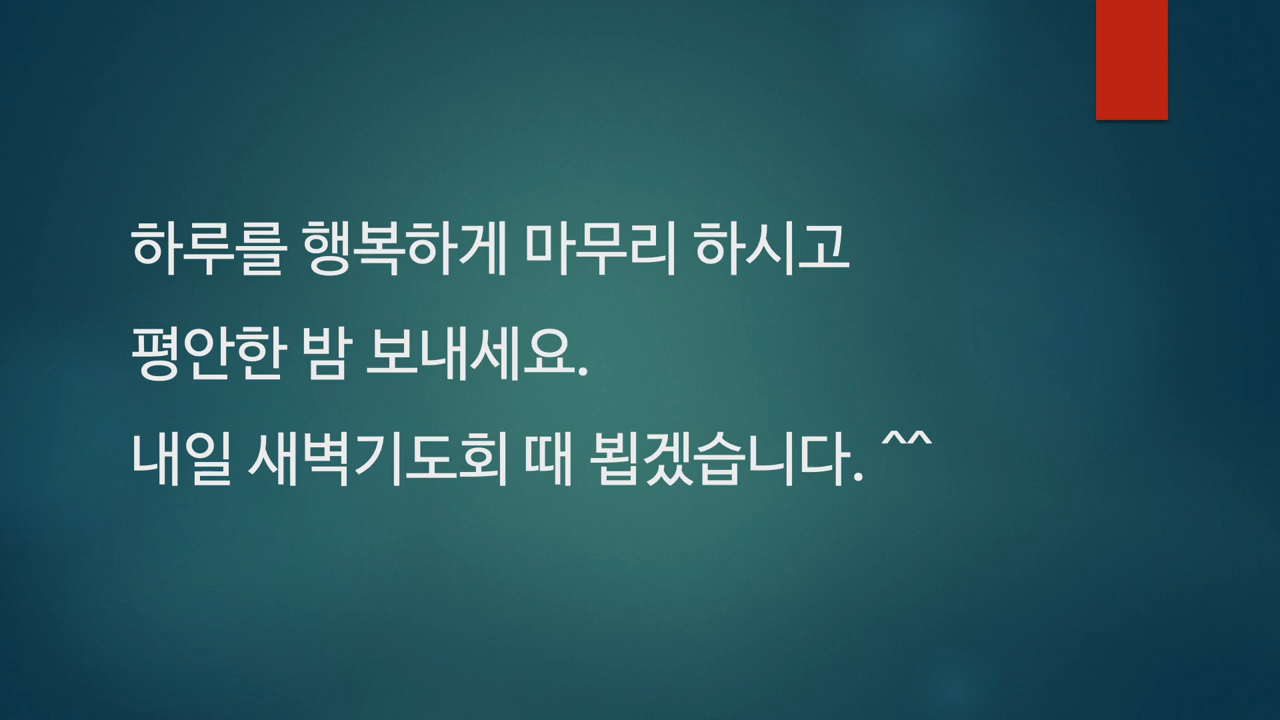 하루를 행복하게 마무리 하시고
평안한 밤 보내세요.
내일 새벽기도회 때 뵙겠습니다. ^^